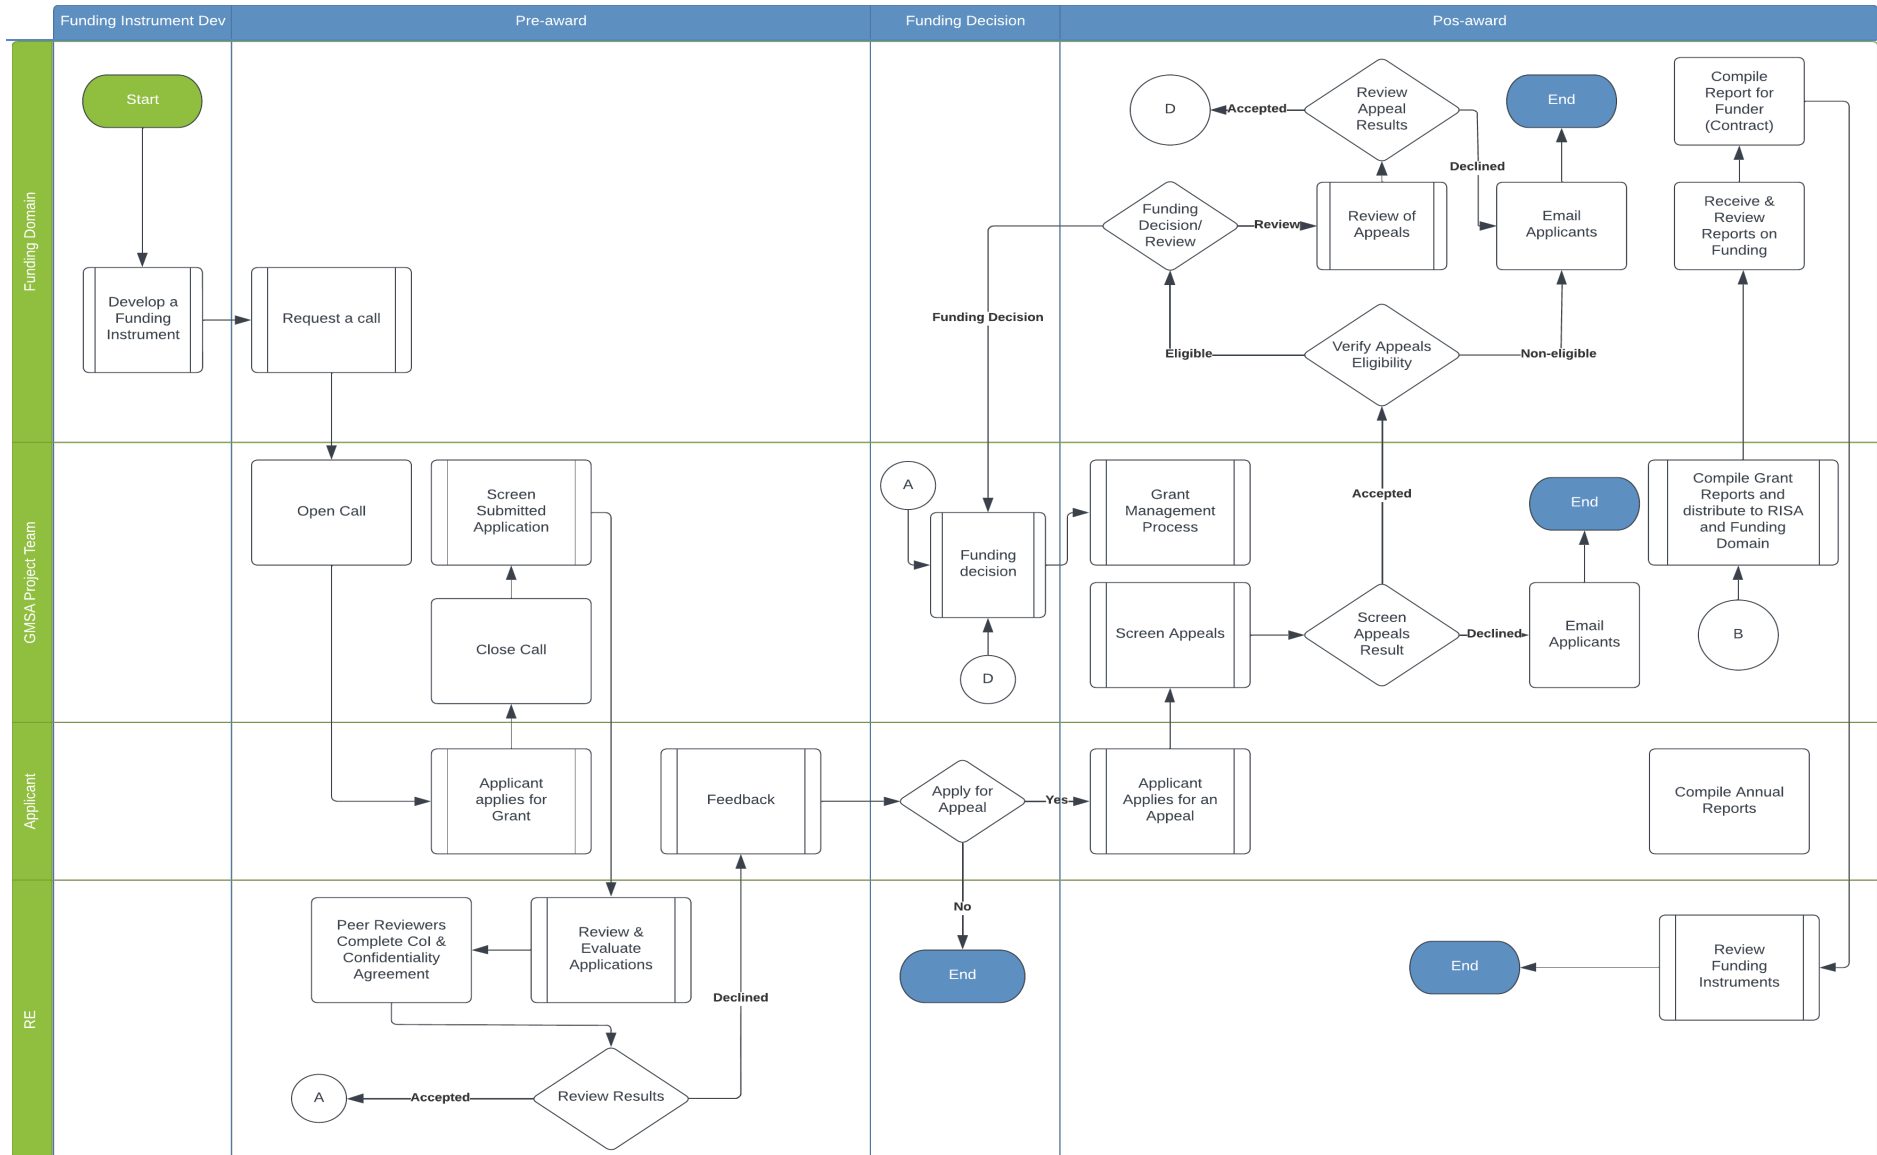 Funding Instrument Dev
Pre-award
Funding Decision
Pos-award
Funding Domain
Start
Develop a
Funding
Instrument
Request a call
D
Accepted
Review
Appeal
Results
Declined
End
Compile
Report for
Funder
(Contract)
Funding
Decision/
Review
Review
Review of
Appeals
Email
Applicants
Receive &
Review
Reports on
Funding
Funding Decision
Eligible
Verify Appeals
Eligibility
Non-eligible
GMSA Project Team
Open Call
Screen
Submitted
Application
Close Call
A
Funding
decision
D
Grant
Management
Process
Screen Appeals
Accepted
Screen
Appeals
Result
Declined
End
Email
Applicants
Compile Grant
Reports and
distribute to RISA
and Funding
Domain
B
Applicant
Applicant
applies for
Grant
Feedback
Apply for
Appeal
Yes
Applicant
Applies for an
Appeal
Compile Annual
Reports
RE
Peer Reviewers
Complete CoI &
Confidentiality
Agreement
Review &
Evaluate
Applications
Declined
No
End
End
Review
Funding
Instruments
A
Accepted
Review Results